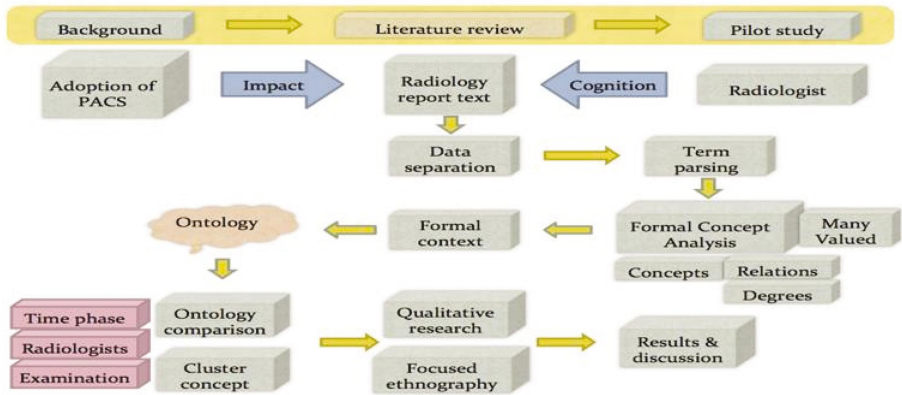 Background
Literature review
Pilot study
Adoption of
PACS
Impact
Radiology
report text
Cognition
Radiologist
Data
separation
Term
parsing
Ontology
Formal
context
Formal Concept
Analysis
Many
Valued
Concepts
Relations
Degrees
Time phase
Radiologists
Examination
Ontology
comparison
Cluster
concept
Qualitative
research
Focused
ethnography
Results &
discussion